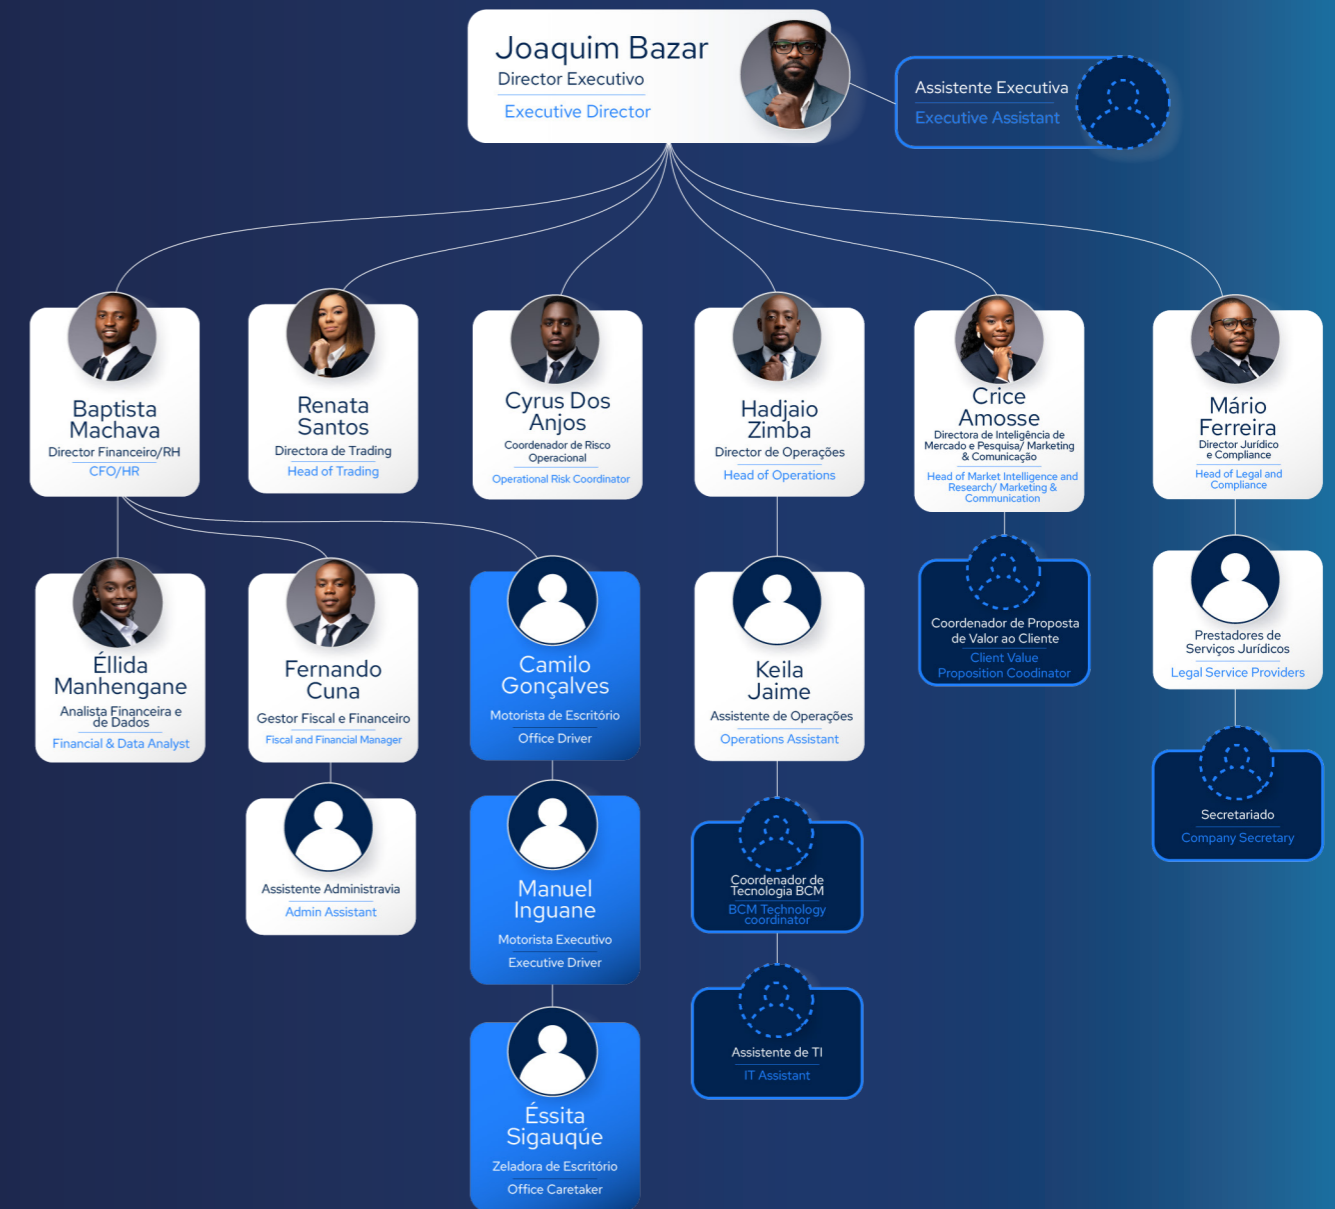 Joaquim Bazar
Director Executivo
Executive Director
Assistente Executiva
Executive Assistant
Baptista
Machava
Director Financeiro/RH
CFO/HR
Renata
Santos
Directora de Trading
Head of Trading
Cyrus Dos
Anjos
Coordenador de Risco
Operacional
Operational Risk Coordinator
Hadjaio
Zimba
Director de Operações
Head of Operations
Crice
Amosse
Directora de Inteligência de
Mercado e Pesquisa/ Marketing
& Comunicação
Head of Market Intelligence and
Research/ Marketing &
Communication
Mário
Ferreira
Director Jurídico
e Compliance
Head of Legal and
Compliance
Éllida
Manhengane
Analista Financeira e
de Dados
Financial & Data Analyst
Fernando
Cuna
Gestor Fiscal e Financeiro
Fiscal and Financial Manager
Camilo
Gonçalves
Motorista de Escritório
Office Driver
Keila
Jaime
Assistente de Operações
Operations Assistant
Coordenador de Proposta
de Valor ao Cliente
Client Value
Proposition Coodinator
Prestadores de
Serviços Jurídicos
Legal Service Providers
Assistente Administravia
Admin Assistant
Manuel
Inguane
Motorista Executivo
Executive Driver
Coordenador de
Tecnologia BCM
BCM Technology
coordinator
Secretariado
Company Secretary
Éssita
Sigauqúe
Zeladora de Escritório
Office Caretaker
Assistente de TI
IT Assistant